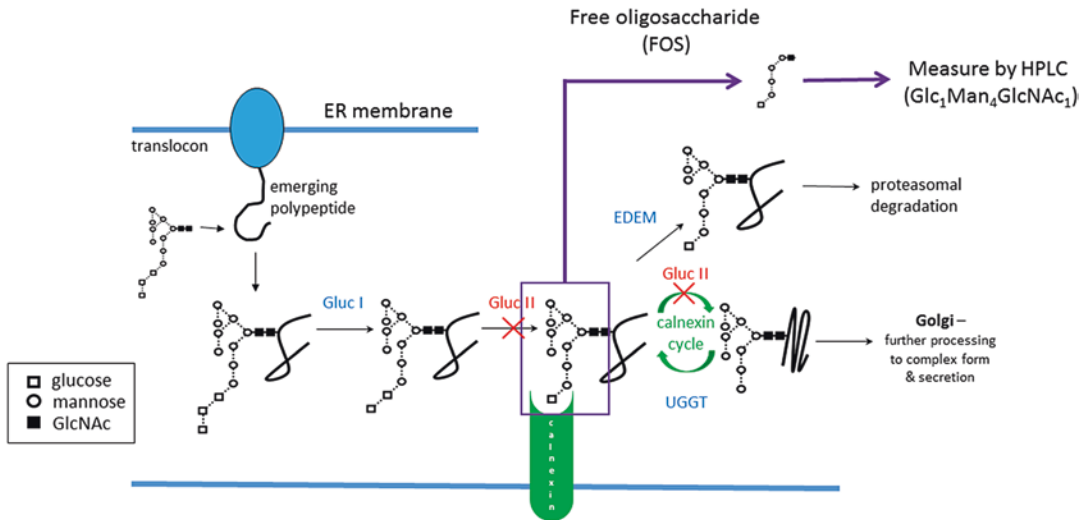 Free oligosaccharide
(FOS)
Measure by HPLC
(Glc₁Man₄GlcNAc₁)
ER membrane
translocon
emerging
polypeptide
EDEM
proteasomal
degradation
Gluc I
Gluc II
Gluc II
calnexin
cycle
UGGT
Golgi –
further processing
to complex form
& secretion
glucose
mannose
GlcNAc
calnexin